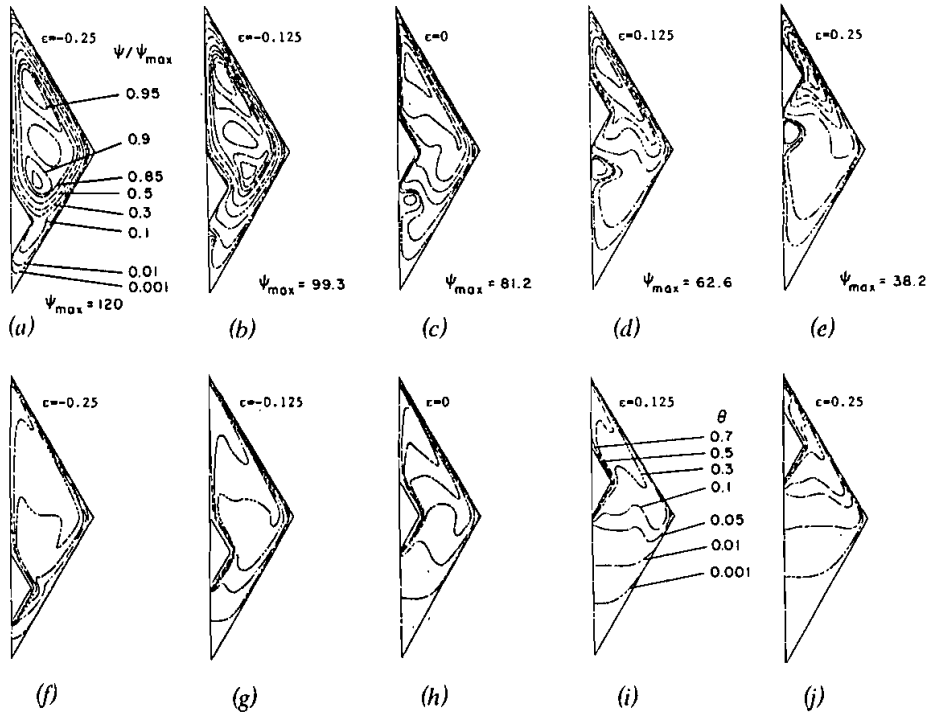 ε=-0.25
ψ/ψmax
0.95
0.9
0.85
0.5
0.3
0.1
0.01
0.001
ψmax = 120
(a)
ε=-0.125
ψmax = 99.3
(b)
ε=0
ψmax = 81.2
(c)
ε=0.125
ψmax = 62.6
(d)
ε=0.25
ψmax = 38.2
(e)
ε=-0.25
(f)
ε=-0.125
(g)
ε=0
(h)
ε=0.125
θ
0.7
0.5
0.3
0.1
0.05
0.01
0.001
(i)
ε=0.25
(j)